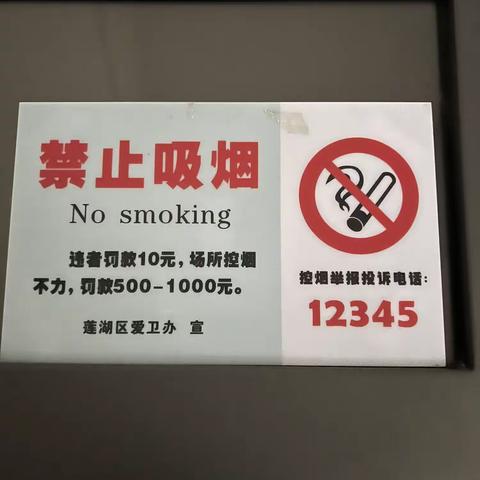 禁止吸烟
No smoking
违者罚款10元，场所控烟
不力，罚款500-1000元。
莲湖区爱卫办 宣
控烟举报投诉电话：
12345